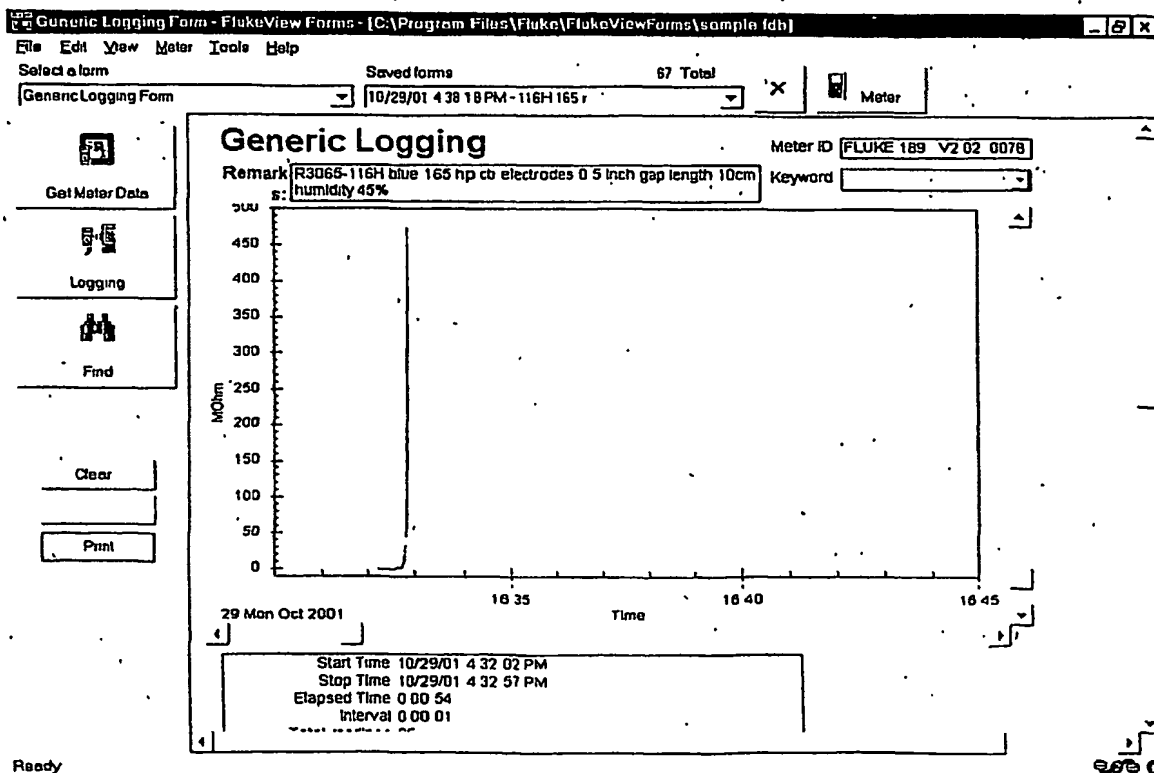 Generic Logging Form - FlukeView Forms - [C:\Program Files\Fluke\FlukeViewForms\sample.fdb]
File Edit View Meter Tools Help
Select a form Saved forms 67 Total
Generic Logging Form 10/29/01 4 38 18 PM - 116H 165 r Meter
Generic Logging Meter ID FLUKE 189 V2 02 0076
Remark R3065-116H blue 165 hp cb electrodes 0 5 inch gap length 10cm Keyword
s: humidity 45%
Get Meter Data
Logging
Find
Clear
Print
500
450
400
350
300
250
200
150
100
50
0
MOhm
16 35 16 40 16 45
29 Mon Oct 2001 Time
Start Time 10/29/01 4 32 02 PM
Stop Time 10/29/01 4 32 57 PM
Elapsed Time 0 00 54
Interval 0 00 01
Ready